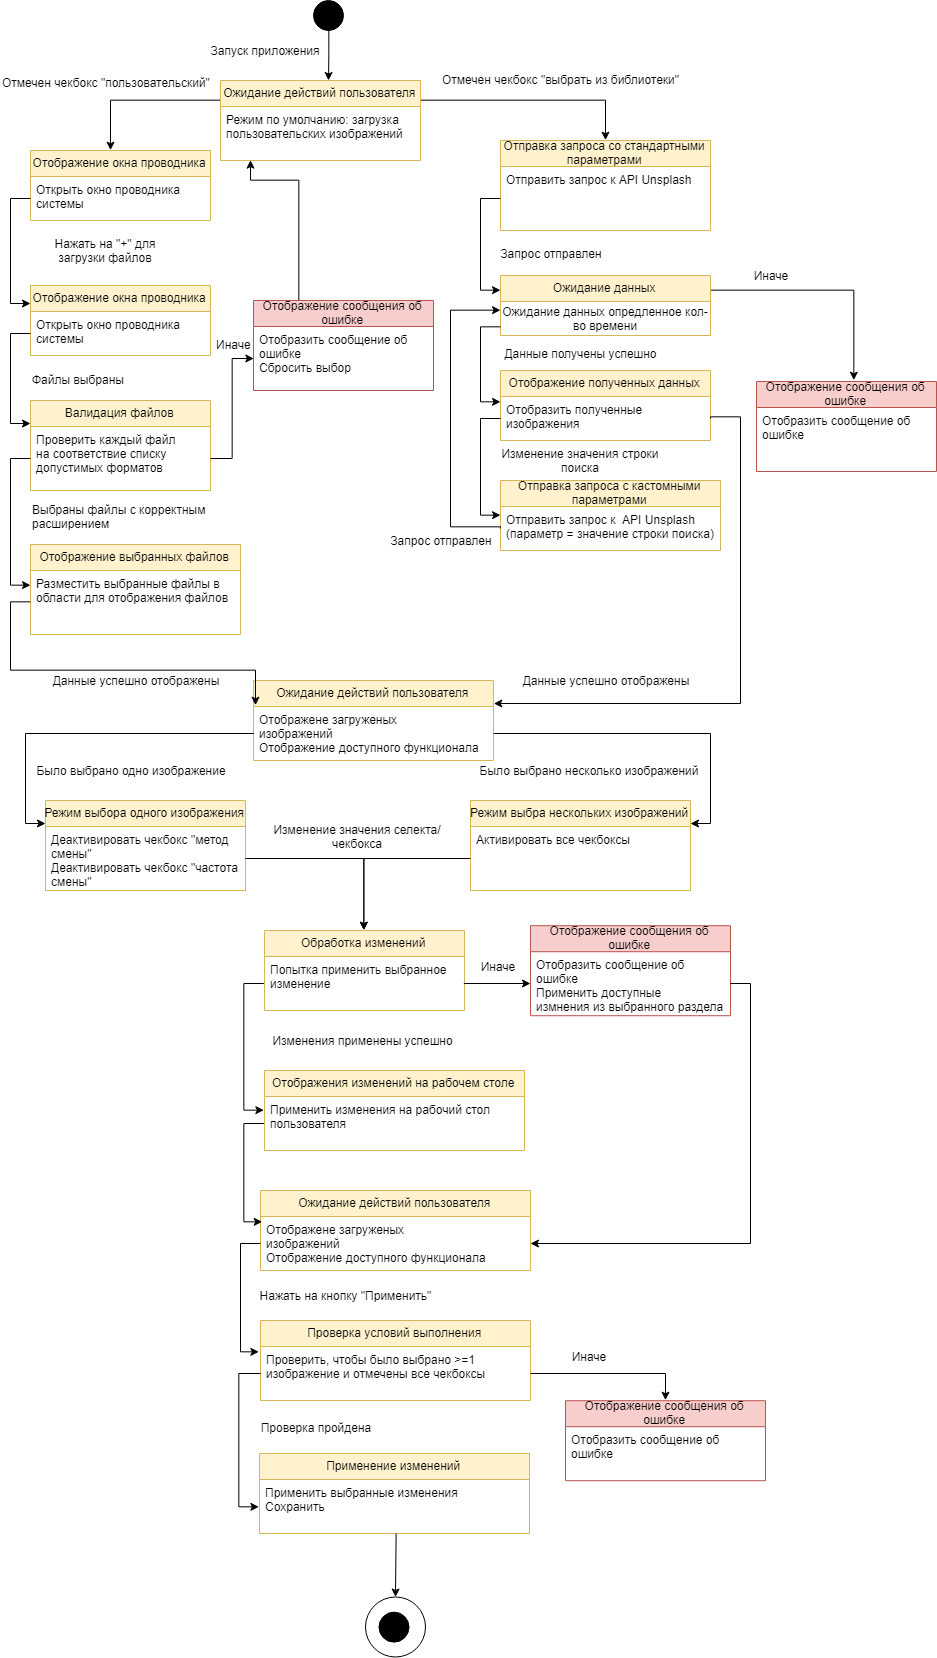 Запуск приложения
Отмечен чекбокс "пользовательский"
Отмечен чекбокс "выбрать из библиотеки"
Ожидание действий пользователя
Режим по умолчанию: загрузка
пользовательских изображений
Отображение окна проводника
Открыть окно проводника
системы
Отправка запроса со стандартными
параметрами
Отправить запрос к API Unsplash
Нажать на "+" для
загрузки файлов
Запрос отправлен
Иначе
Отображение окна проводника
Открыть окно проводника
системы
Ожидание данных
Ожидание данных опредленное кол-
во времени
Отображение сообщения об
ошибке
Отобразить сообщение об
ошибке
Сбросить выбор
Иначе
Данные получены успешно
Файлы выбраны
Отображение полученных данных
Отобразить полученные
изображения
Отображение сообщения об
ошибке
Отобразить сообщение об
ошибке
Валидация файлов
Проверить каждый файл
на соответствие списку
допустимых форматов
Изменение значения строки
поиска
Отправка запроса с кастомными
параметрами
Отправить запрос к  API Unsplash
(параметр = значение строки поиска)
Выбраны файлы с корректным
расширением
Запрос отправлен
Отображение выбранных файлов
Разместить выбранные файлы в
области для отображения файлов
Данные успешно отображены
Данные успешно отображены
Ожидание действий пользователя
Отображене загруженых
изображений
Отображение доступного функционала
Было выбрано одно изображение
Было выбрано несколько изображений
Режим выбора одного изображения
Деактивировать чекбокс "метод
смены"
Деактивировать чекбокс "частота
смены"
Изменение значения селекта/
чекбокса
Режим выбра нескольких изображений
Активировать все чекбоксы
Обработка изменений
Попытка применить выбранное
изменение
Иначе
Отображение сообщения об
ошибке
Отобразить сообщение об
ошибке
Применить доступные
измнения из выбранного раздела
Изменения применены успешно
Отображения изменений на рабочем столе
Применить изменения на рабочий стол
пользователя
Ожидание действий пользователя
Отображене загруженых
изображений
Отображение доступного функционала
Нажать на кнопку "Применить"
Проверка условий выполнения
Проверить, чтобы было выбрано >=1
изображение и отмечены все чекбоксы
Иначе
Отображение сообщения об
ошибке
Отобразить сообщение об
ошибке
Проверка пройдена
Применение изменений
Применить выбранные изменения
Сохранить